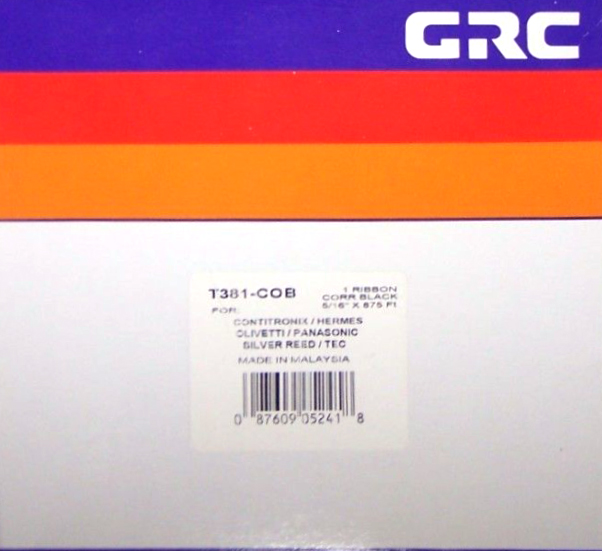 GRC
T381-COB
1 RIBBON
CORR BLACK
5/16" X 875 FT
FOR:
CONTITRONIX / HERMES
OLIVETTI / PANASONIC
SILVER REED / TEC
MADE IN MALAYSIA
0 87609 05241 8